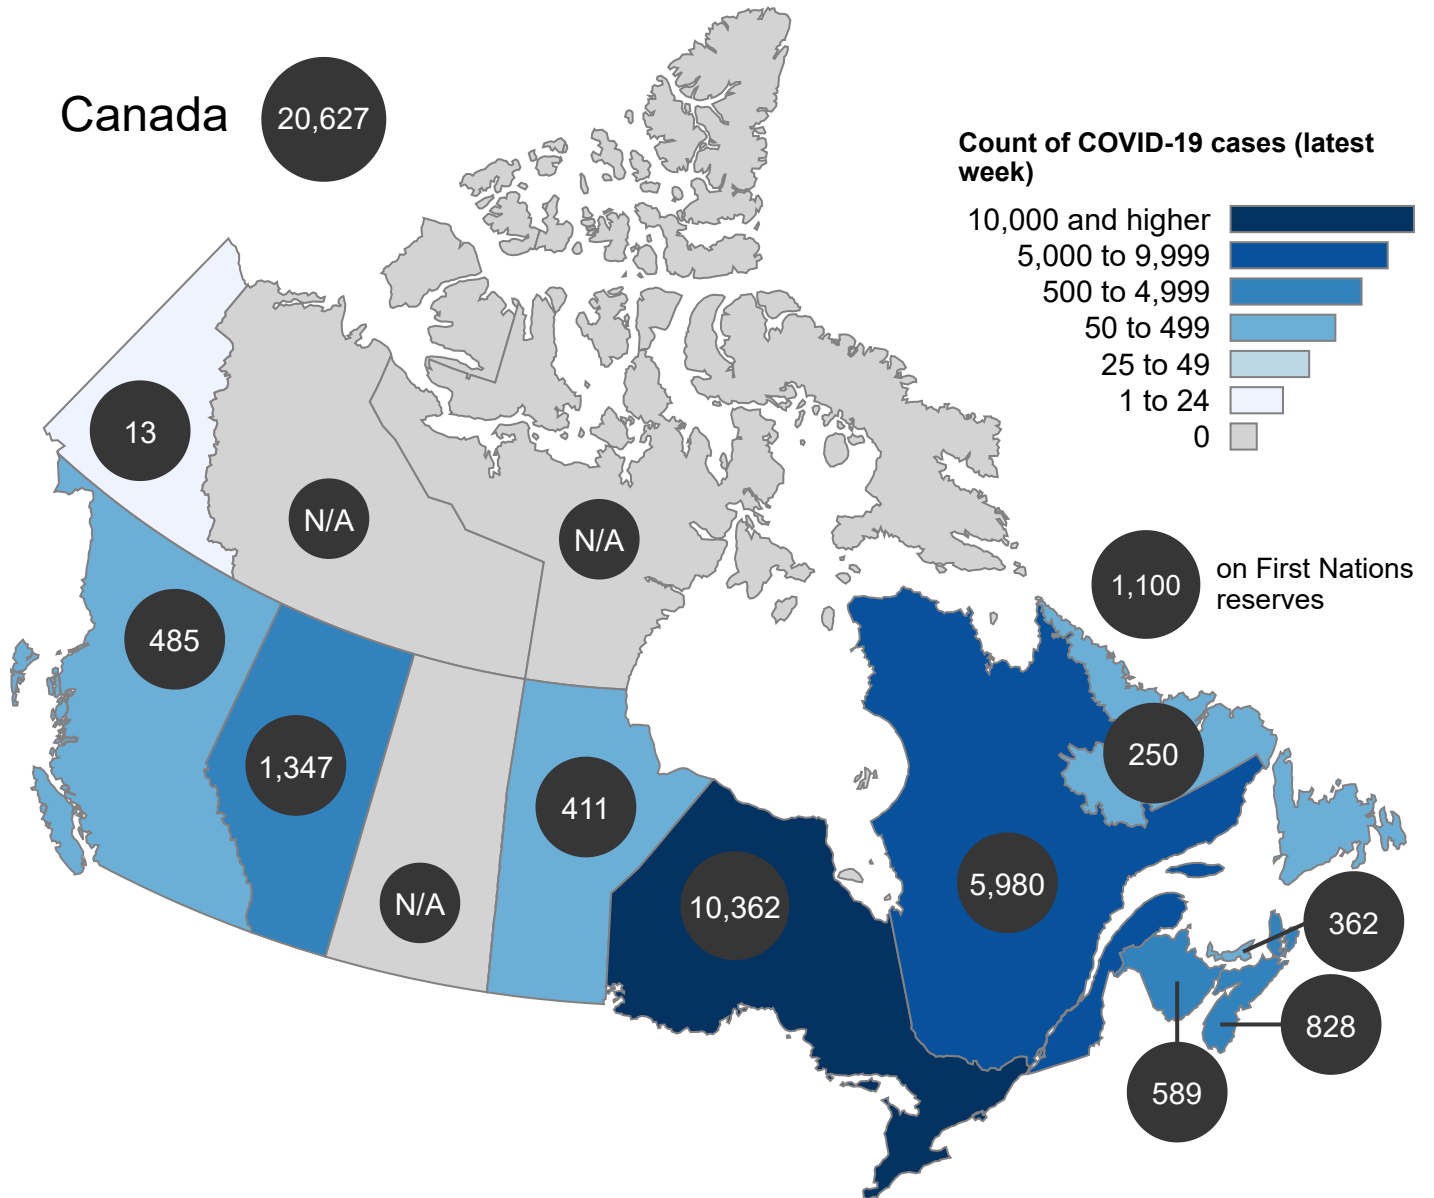 Canada
20,627
Count of COVID-19 cases (latest
week)
10,000 and higher
5,000 to 9,999
500 to 4,999
50 to 499
25 to 49
1 to 24
0
13
N/A
N/A
1,100
on First Nations
reserves
485
250
1,347
411
5,980
N/A
10,362
362
828
589